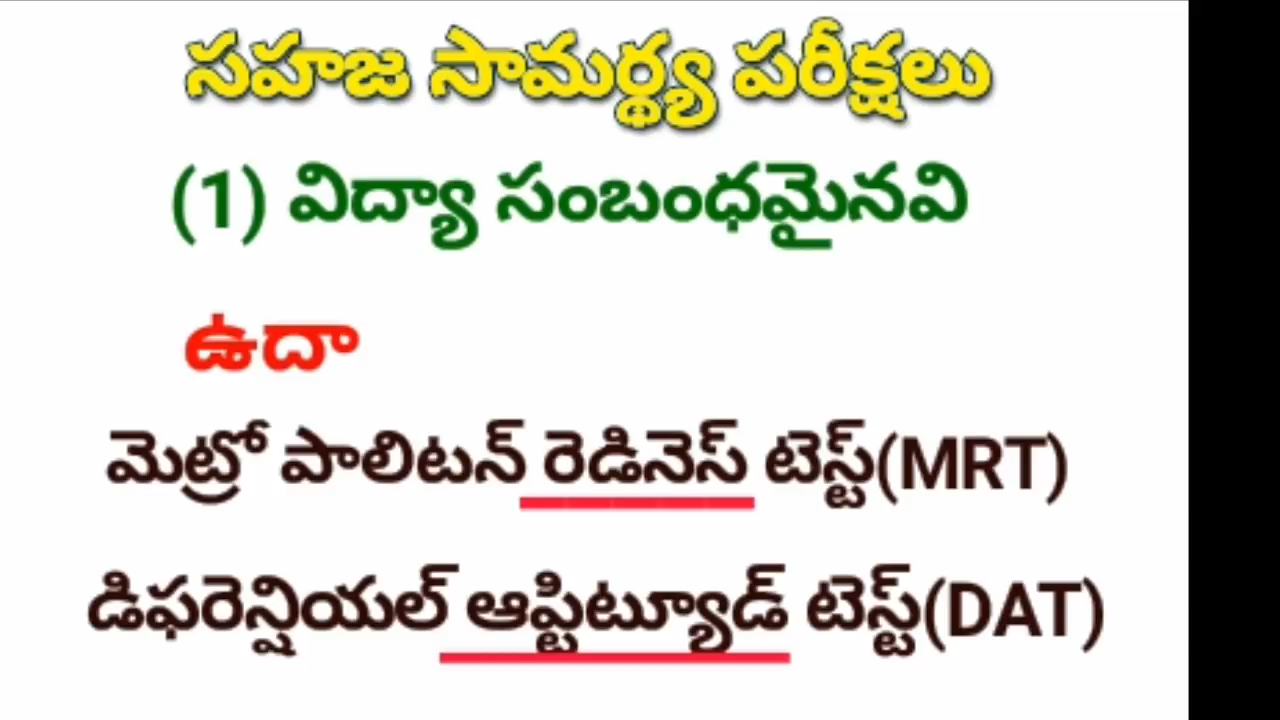 సహజ సామర్థ్య పరీక్షలు
(1) విద్యా సంబంధమైనవి
ఉదా
మెట్రో పాలిటన్ రెడినెస్ టెస్ట్(MRT)
డిఫరెన్షియల్ ఆప్టిట్యూడ్ టెస్ట్(DAT)